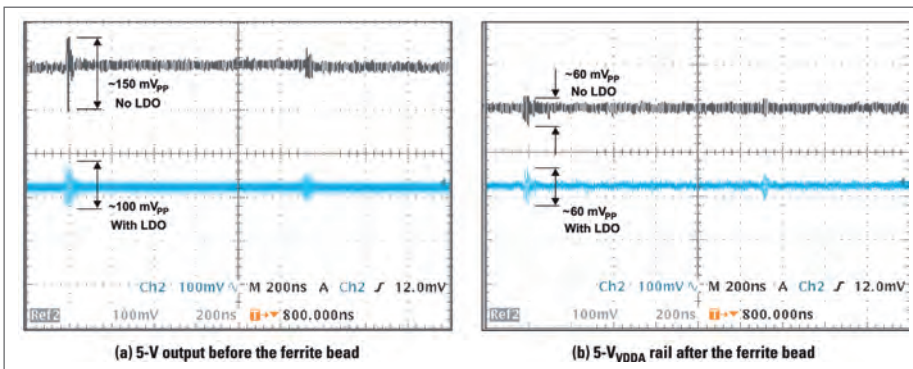 ~150 mVPP
No LDO
~100 mVPP
With LDO
Ch2 100mV∿ M 200ns A Ch2 ʃ 12.0mV
Ref2 100mV 200ns T→▼ 800.000ns
(a) 5-V output before the ferrite bead
~60 mVPP
No LDO
~60 mVPP
With LDO
Ch2 100mV∿ M 200ns A Ch2 ʃ 12.0mV
Ref2 100mV 200ns T→▼ 800.000ns
(b) 5-VVDDA rail after the ferrite bead